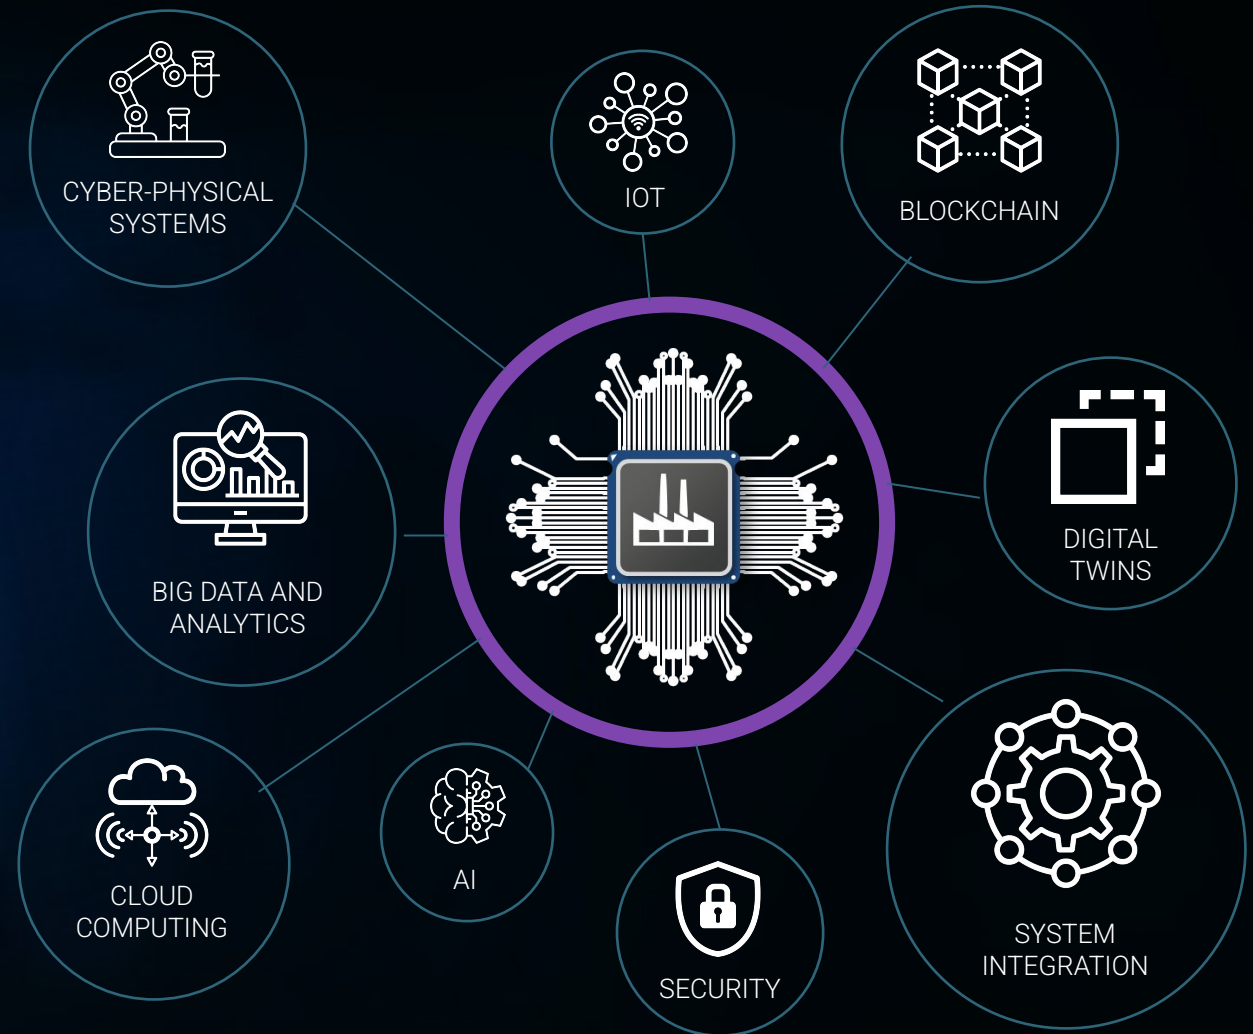 CYBER-PHYSICAL
SYSTEMS
IOT
BLOCKCHAIN
BIG DATA AND
ANALYTICS
DIGITAL
TWINS
CLOUD
COMPUTING
AI
SECURITY
SYSTEM
INTEGRATION